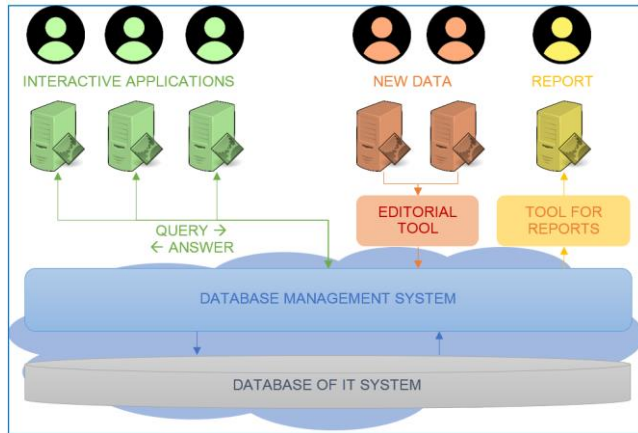 INTERACTIVE APPLICATIONS
NEW DATA
REPORT
QUERY →
← ANSWER
EDITORIAL
TOOL
TOOL FOR
REPORTS
DATABASE MANAGEMENT SYSTEM
DATABASE OF IT SYSTEM